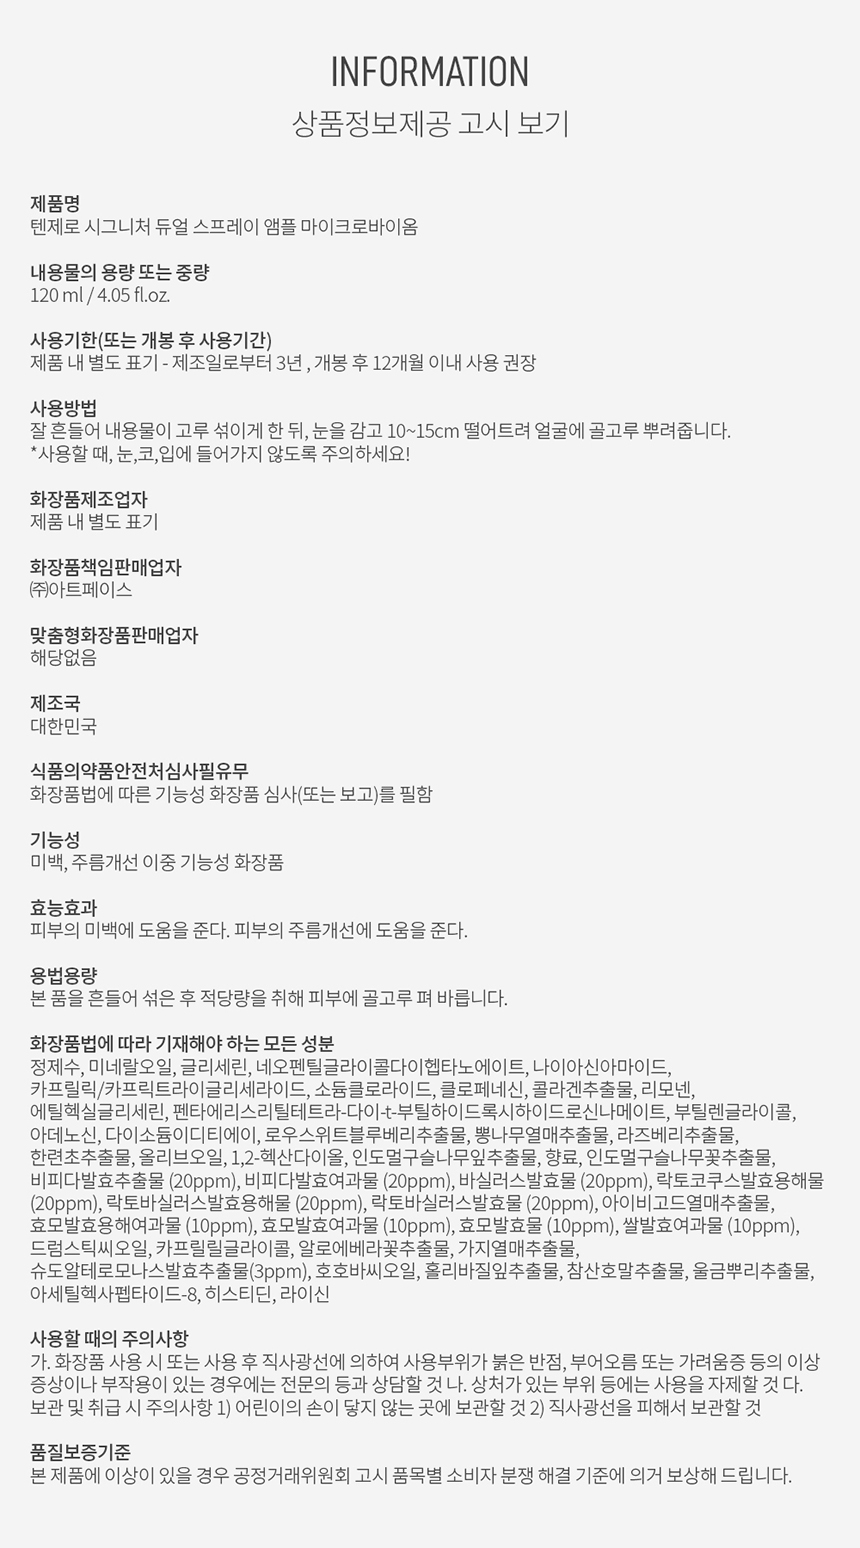 INFORMATION
상품정보제공 고시 보기
제품명
텐제로 시그니처 듀얼 스프레이 앰플 마이크로바이옴
내용물의 용량 또는 중량
120 ml / 4.05 fl.oz.
사용기한(또는 개봉 후 사용기간)
제품 내 별도 표기 - 제조일로부터 3년 , 개봉 후 12개월 이내 사용 권장
사용방법
잘 흔들어 내용물이 고루 섞이게 한 뒤, 눈을 감고 10~15cm 떨어트려 얼굴에 골고루 뿌려줍니다.
*사용할 때, 눈,코,입에 들어가지 않도록 주의하세요!
화장품제조업자
제품 내 별도 표기
화장품책임판매업자
㈜아트페이스
맞춤형화장품판매업자
해당없음
제조국
대한민국
식품의약품안전처심사필유무
화장품법에 따른 기능성 화장품 심사(또는 보고)를 필함
기능성
미백, 주름개선 이중 기능성 화장품
효능효과
피부의 미백에 도움을 준다. 피부의 주름개선에 도움을 준다.
용법용량
본 품을 흔들어 섞은 후 적당량을 취해 피부에 골고루 펴 바릅니다.
화장품법에 따라 기재해야 하는 모든 성분
정제수, 미네랄오일, 글리세린, 네오펜틸글라이콜다이헵타노에이트, 나이아신아마이드,
카프릴릭/카프릭트라이글리세라이드, 소듐클로라이드, 클로페네신, 콜라겐추출물, 리모넨,
에틸헥실글리세린, 펜타에리스리틸테트라-다이-t-부틸하이드록시하이드로신나메이트, 부틸렌글라이콜,
아데노신, 다이소듐이디티에이, 로우스위트블루베리추출물, 뽕나무열매추출물, 라즈베리추출물,
한련초추출물, 올리브오일, 1,2-헥산다이올, 인도멀구슬나무잎추출물, 향료, 인도멀구슬나무꽃추출물,
비피다발효추출물 (20ppm), 비피다발효여과물 (20ppm), 바실러스발효물 (20ppm), 락토코쿠스발효용해물
(20ppm), 락토바실러스발효용해물 (20ppm), 락토바실러스발효물 (20ppm), 아이비고드열매추출물,
효모발효용해여과물 (10ppm), 효모발효여과물 (10ppm), 효모발효물 (10ppm), 쌀발효여과물 (10ppm),
드럼스틱씨오일, 카프릴릴글라이콜, 알로에베라꽃추출물, 가지열매추출물,
슈도알테로모나스발효추출물(3ppm), 호호바씨오일, 홀리바질잎추출물, 참산호말추출물, 울금뿌리추출물,
아세틸헥사펩타이드-8, 히스티딘, 라이신
사용할 때의 주의사항
가. 화장품 사용 시 또는 사용 후 직사광선에 의하여 사용부위가 붉은 반점, 부어오름 또는 가려움증 등의 이상
증상이나 부작용이 있는 경우에는 전문의 등과 상담할 것 나. 상처가 있는 부위 등에는 사용을 자제할 것 다.
보관 및 취급 시 주의사항 1) 어린이의 손이 닿지 않는 곳에 보관할 것 2) 직사광선을 피해서 보관할 것
품질보증기준
본 제품에 이상이 있을 경우 공정거래위원회 고시 품목별 소비자 분쟁 해결 기준에 의거 보상해 드립니다.